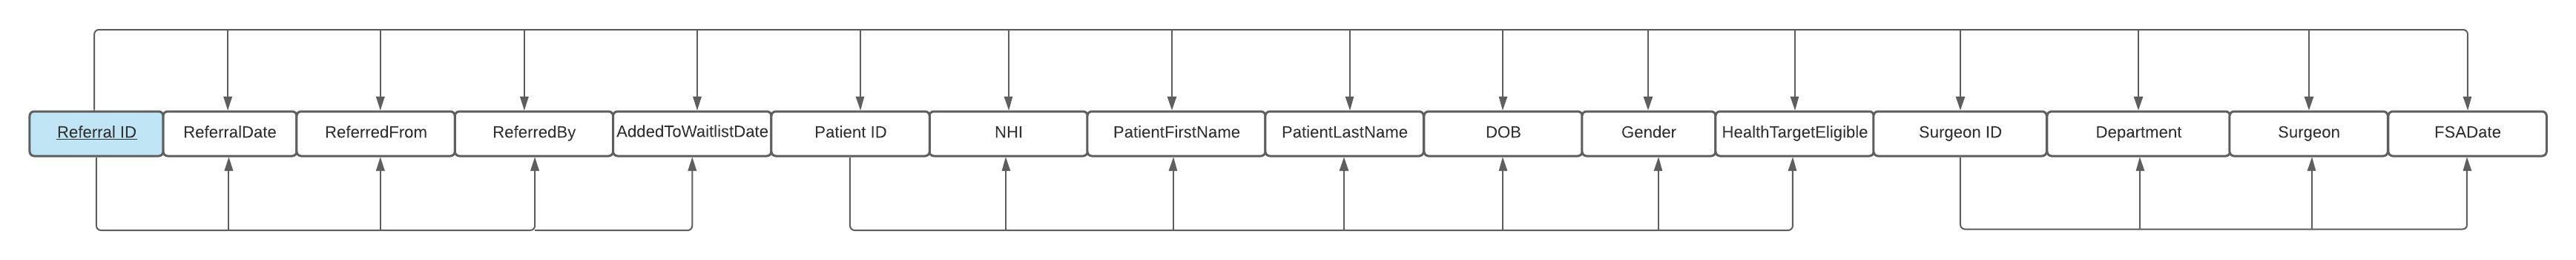 Referral ID
ReferralDate
ReferredFrom
ReferredBy
AddedToWaitlistDate
Patient ID
NHI
PatientFirstName
PatientLastName
DOB
Gender
HealthTargetEligible
Surgeon ID
Department
Surgeon
FSADate